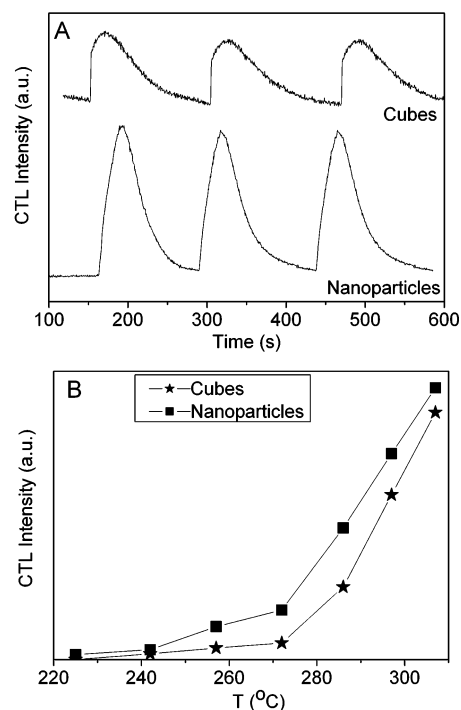 A
CTL Intensity (a.u.)
Cubes
Nanoparticles
100 200 300 400 500 600
Time (s)
B
Cubes
Nanoparticles
CTL Intensity (a.u.)
220 240 260 280 300
T (°C)